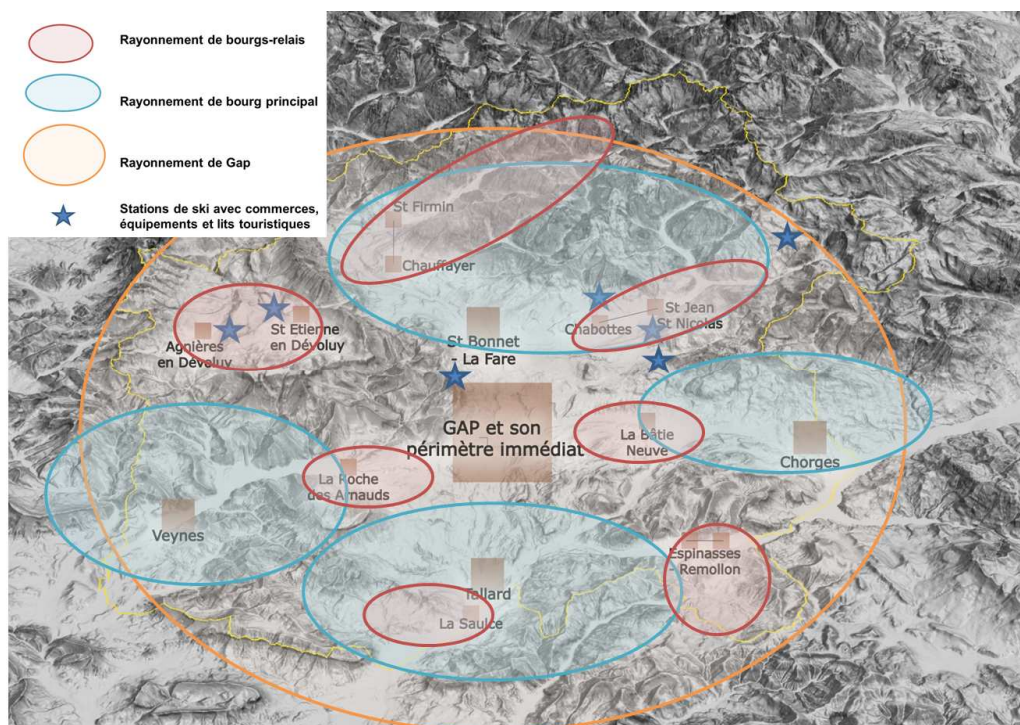 Rayonnement de bourgs-relais
Rayonnement de bourg principal
Rayonnement de Gap
Stations de ski avec commerces,
équipements et lits touristiques
St Firmin
Chauffayer
St Jean
St Nicolas
Chabottes
St Etienne
en Dévoluy
Agnières
en Dévoluy
St Bonnet
- La Fare
GAP et son
périmètre immédiat
La Bâtie
Neuve
Chorges
La Roche
des Arnauds
Veynes
Espinasses
- Remollon
Tallard
La Saulce